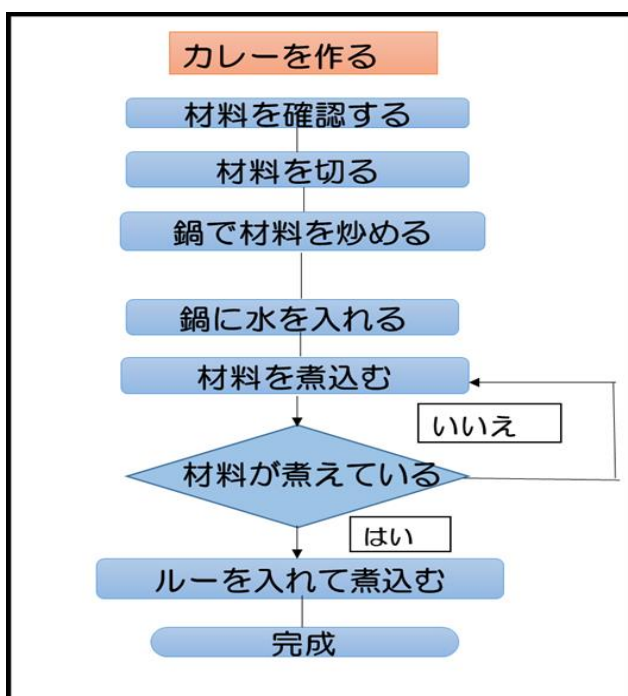 カレーを作る
材料を確認する
材料を切る
鍋で材料を炒める
鍋に水を入れる
材料を煮込む
いいえ
材料が煮えている
はい
ルーを入れて煮込む
完成